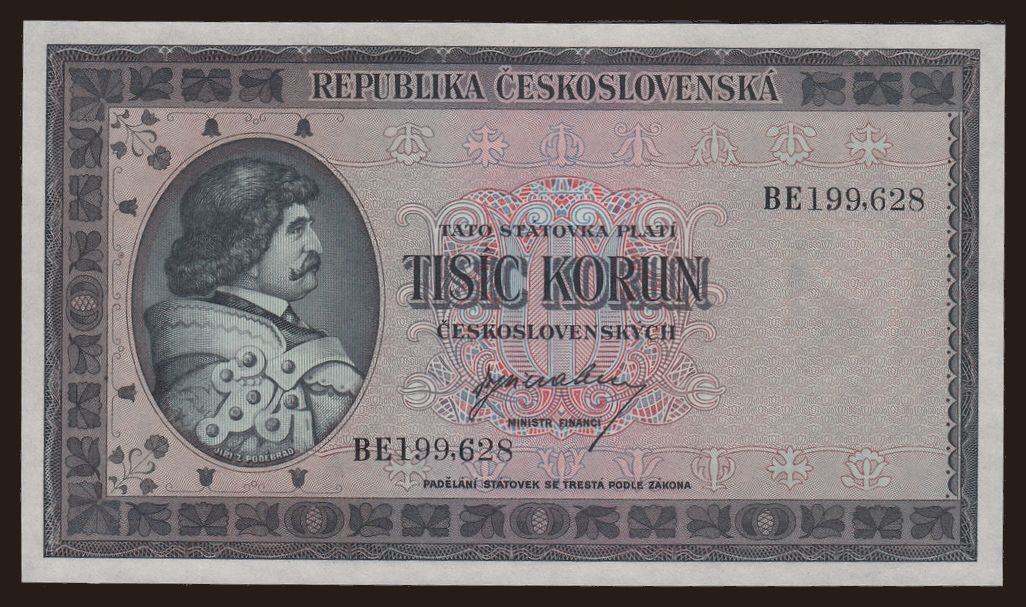 REPUBLIKA ČESKOSLOVENSKÁ
BE199,628
TATO STÁTOVKA PLATÍ
TISÍC KORUN
ČESKOSLOVENSKÝCH
MINISTR FINANCÍ
BE199,628
JIŘÍ Z PODĚBRAD
PADĚLÁNÍ STÁTOVEK SE TRESTÁ PODLE ZÁKONA